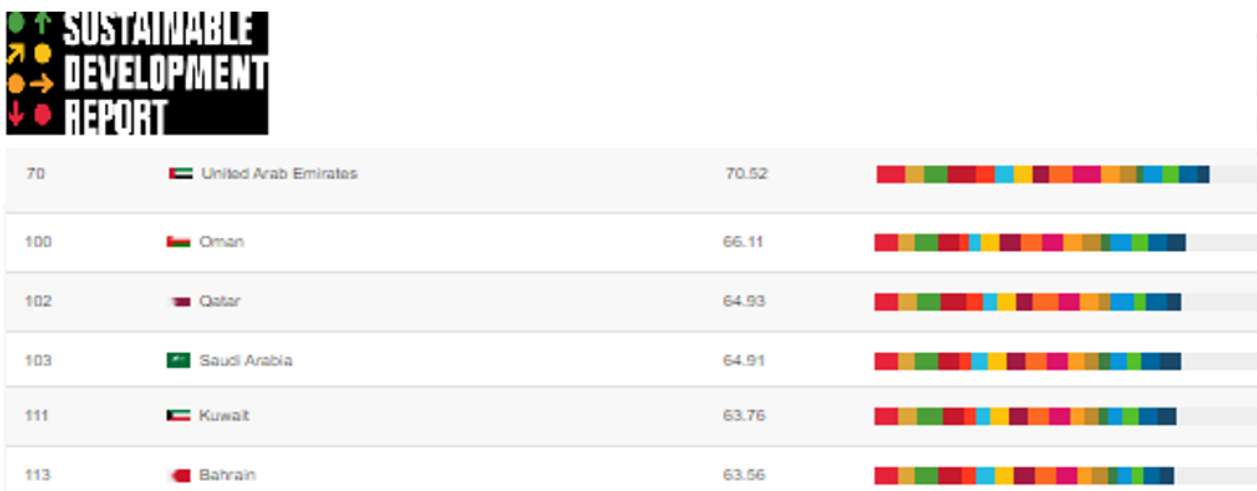 SUSTAINABLE
DEVELOPMENT
REPORT
70 United Arab Emirates 70.52
100 Oman 66.11
102 Qatar 64.93
103 Saudi Arabia 64.91
111 Kuwait 63.76
113 Bahrain 63.56